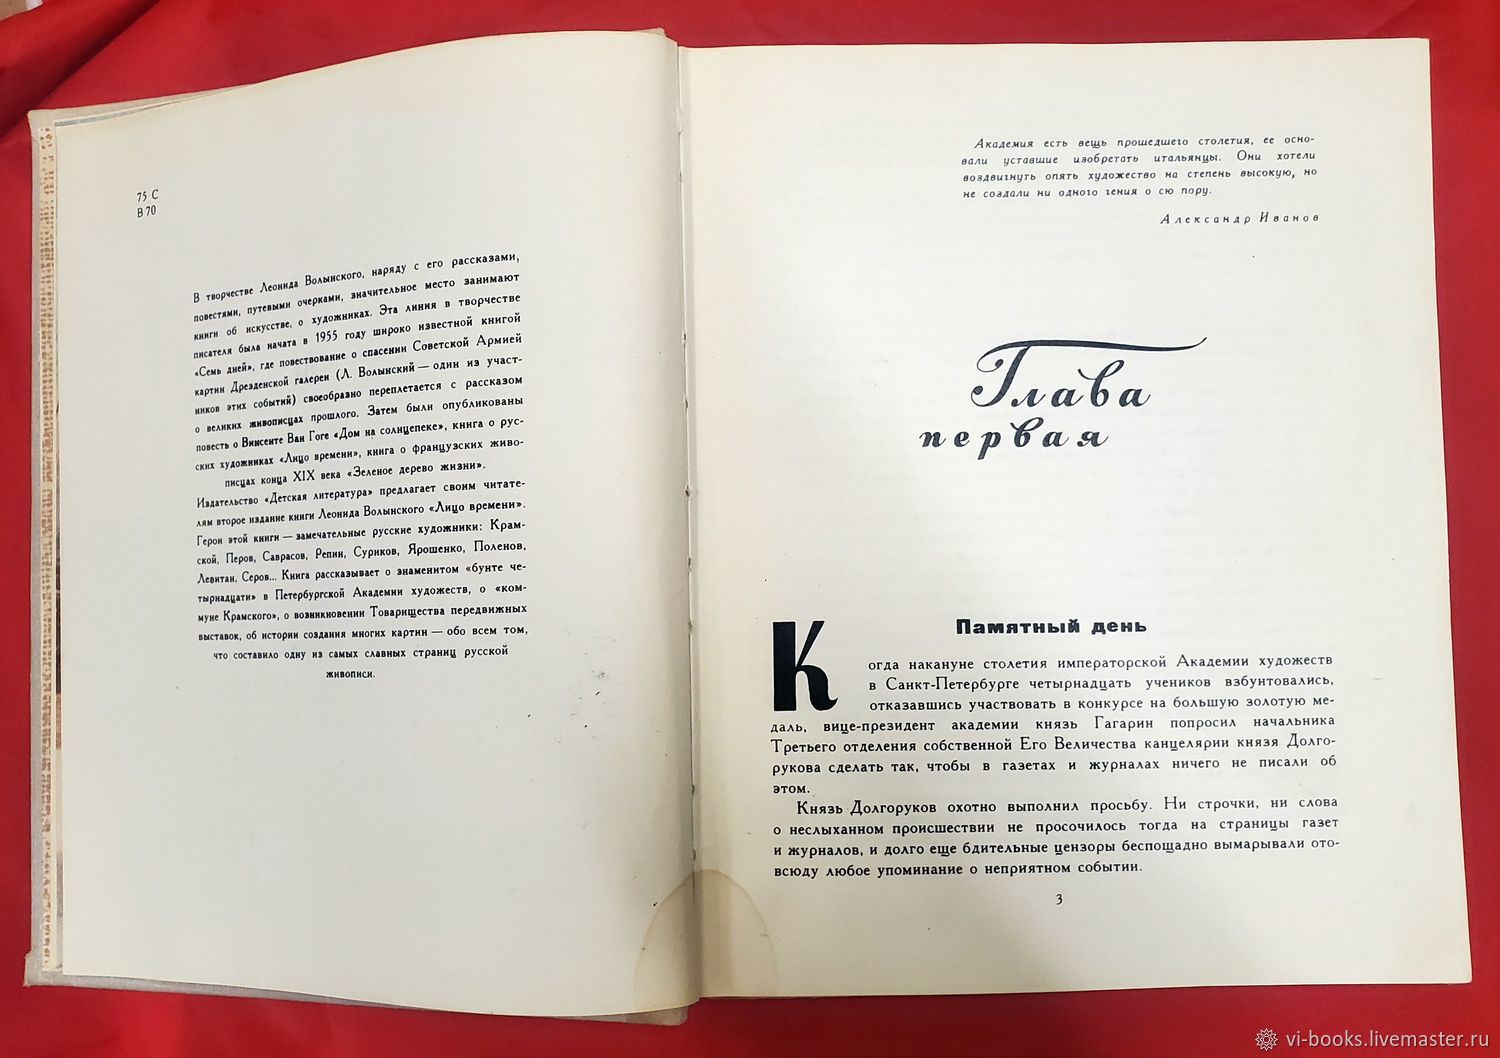 75 С
В 70
В творчестве Леонида Волынского, наряду с его рассказами,
повестями, путевыми очерками, значительное место занимают
книги об искусстве, о художниках. Эта линия в творчестве
писателя была начата в 1955 году широко известной книгой
«Семь дней», где повествование о спасении Советской Армией
картин Дрезденской галереи (Л. Волынский — один из участ-
ников этих событий) своеобразно переплетается с рассказом
о великих живописцах прошлого. Затем были опубликованы
повесть о Винсенте Ван Гоге «Дом на солнцепеке», книга о рус-
ских художниках «Лицо времени», книга о французских живо-
писцах конца XIX века «Зеленое дерево жизни».
Издательство «Детская литература» предлагает своим читате-
лям второе издание книги Леонида Волынского «Лицо времени».
Герои этой книги — замечательные русские художники: Крам-
ской, Перов, Саврасов, Репин, Суриков, Ярошенко, Поленов,
Левитан, Серов... Книга рассказывает о знаменитом «бунте че-
тырнадцати» в Петербургской Академии художеств, о «ком-
муне Крамского», о возникновении Товарищества передвижных
выставок, об истории создания многих картин — обо всем том,
что составило одну из самых славных страниц русской
живописи.
Академия есть вещь прошедшего столетия, ее осно-
вали уставшие изобретать итальянцы. Они хотели
воздвигнуть опять художество на степень высокую, но
не создали ни одного гения о сю пору.
Александр Иванов
Глава
первая
Памятный день
Когда накануне столетия императорской Академии художеств
в Санкт-Петербурге четырнадцать учеников взбунтовались,
отказавшись участвовать в конкурсе на большую золотую ме-
даль, вице-президент академии князь Гагарин попросил начальника
Третьего отделения собственной Его Величества канцелярии князя Долго-
рукова сделать так, чтобы в газетах и журналах ничего не писали об
этом.
Князь Долгоруков охотно выполнил просьбу. Ни строчки, ни слова
о неслыханном происшествии не просочилось тогда на страницы газет
и журналов, и долго еще бдительные цензоры беспощадно вымарывали ото-
всюду любое упоминание о неприятном событии.
3
vi-books.livemaster.ru